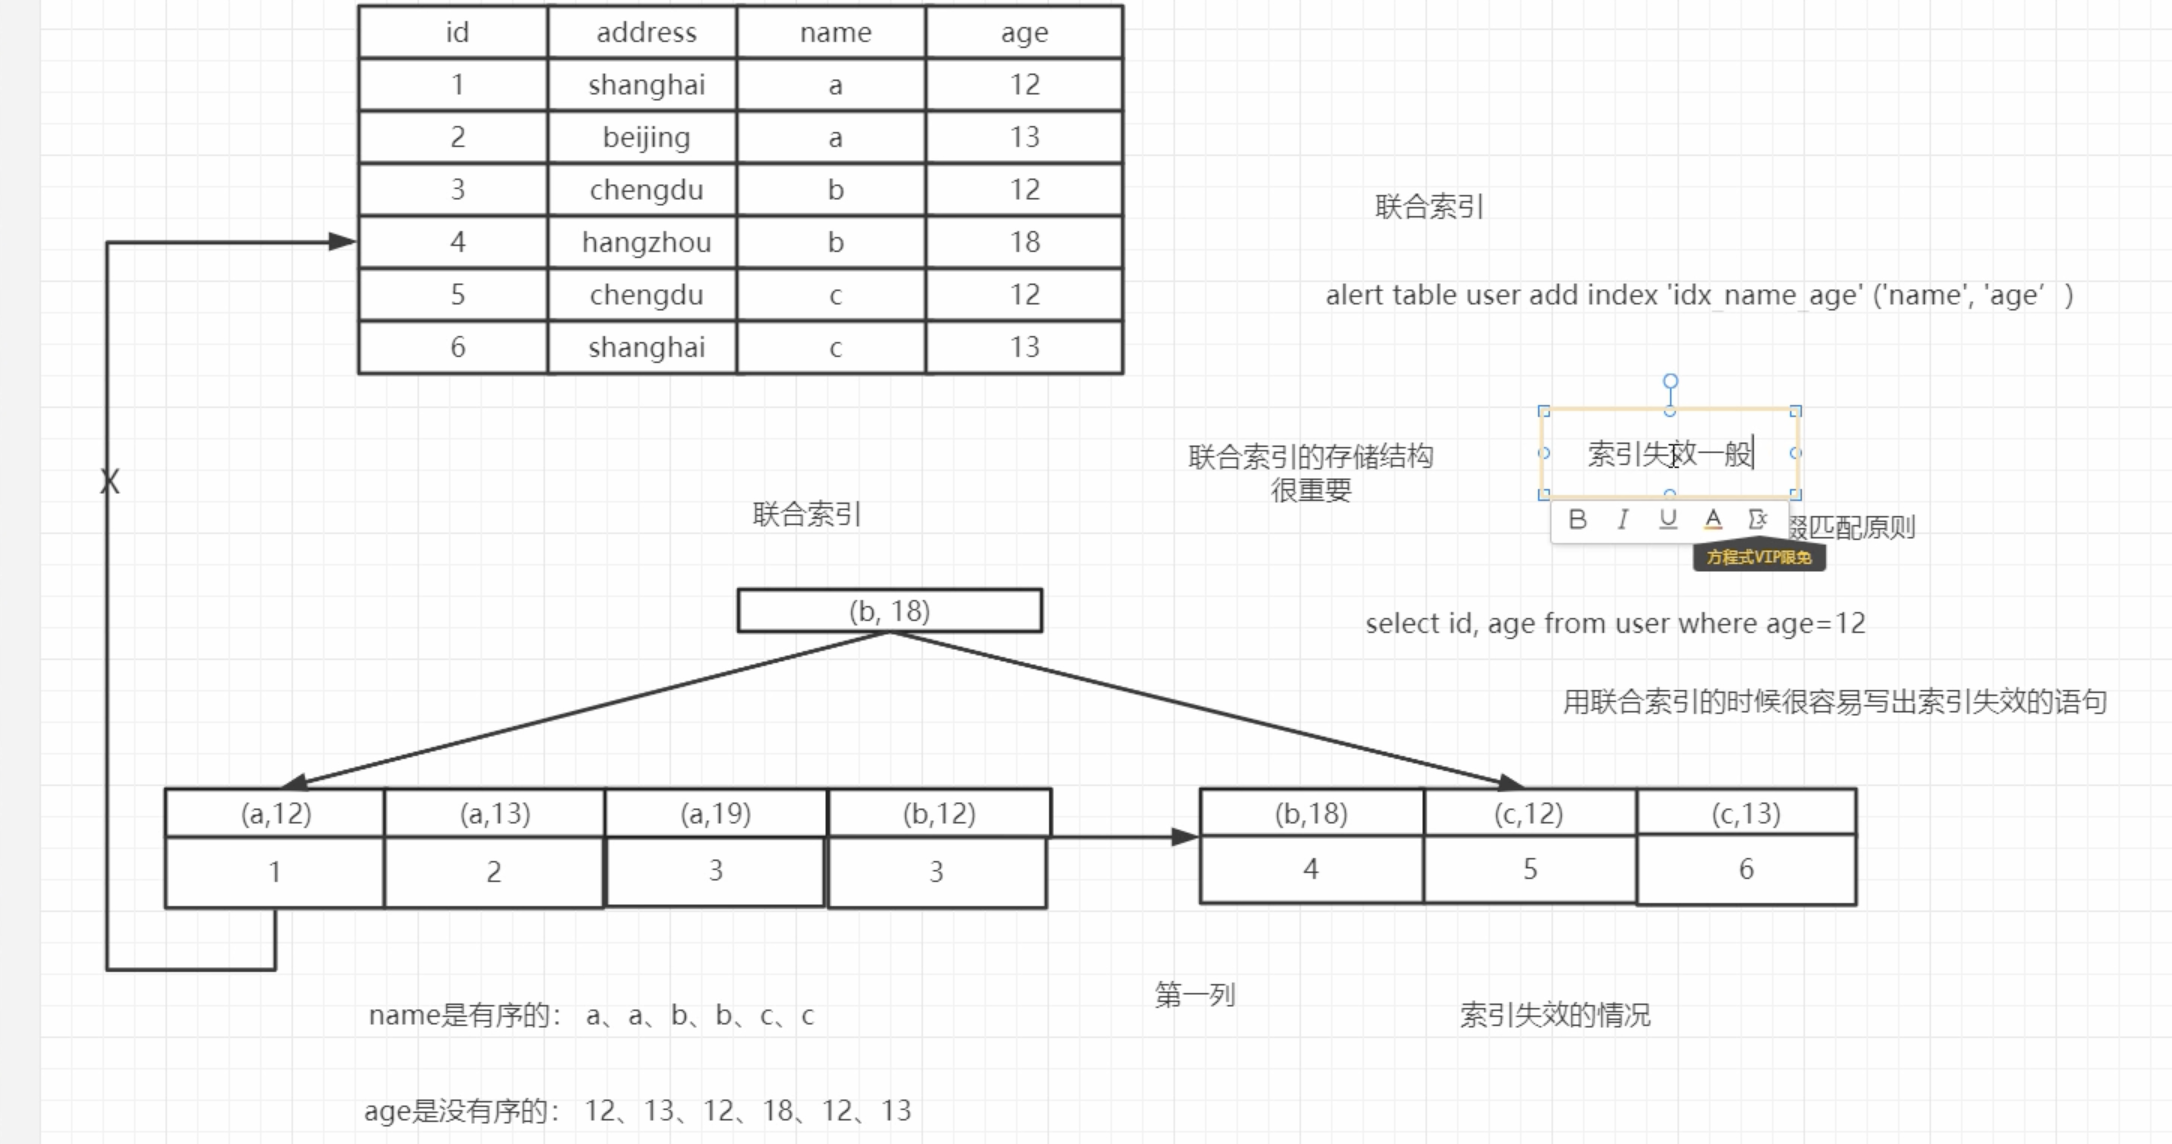 id address name age
1 shanghai a 12
2 beijing a 13
3 chengdu b 12
4 hangzhou b 18
5 chengdu c 12
6 shanghai c 13
联合索引
alert table user add index 'idx_name_age' ('name', 'age’ )
联合索引的存储结构
很重要
索引失效一般
B I U A Σx
缀匹配原则
方程式VIP限免
X
联合索引
(b, 18)
select id, age from user where age=12
用联合索引的时候很容易写出索引失效的语句
(a,12) (a,13) (a,19) (b,12)
1 2 3 3
(b,18) (c,12) (c,13)
4 5 6
第一列
name是有序的： a、a、b、b、c、c
索引失效的情况
age是没有序的： 12、13、12、18、12、13